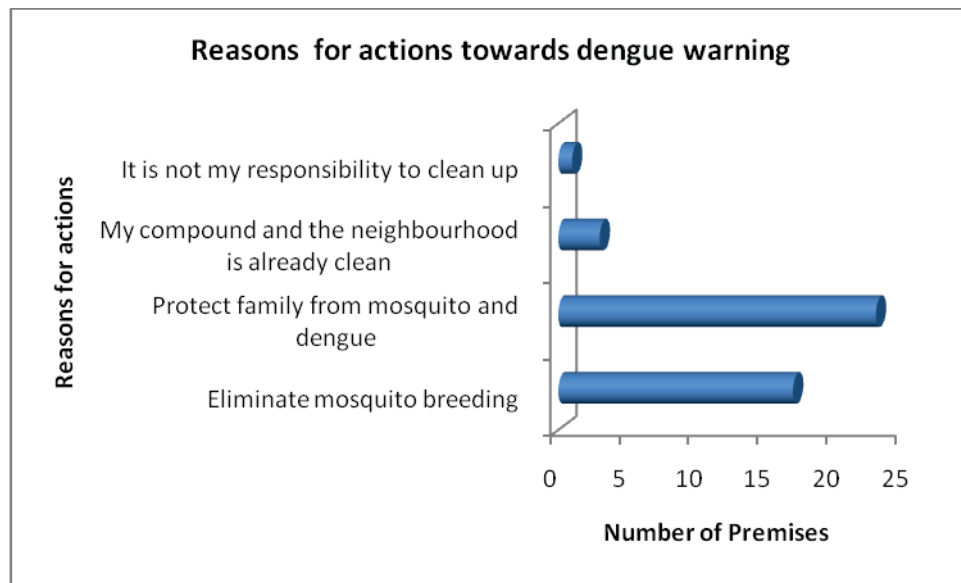 Reasons for actions towards dengue warning
Reasons for actions
It is not my responsibility to clean up
My compound and the neighbourhood
is already clean
Protect family from mosquito and
dengue
Eliminate mosquito breeding
0 5 10 15 20 25
Number of Premises